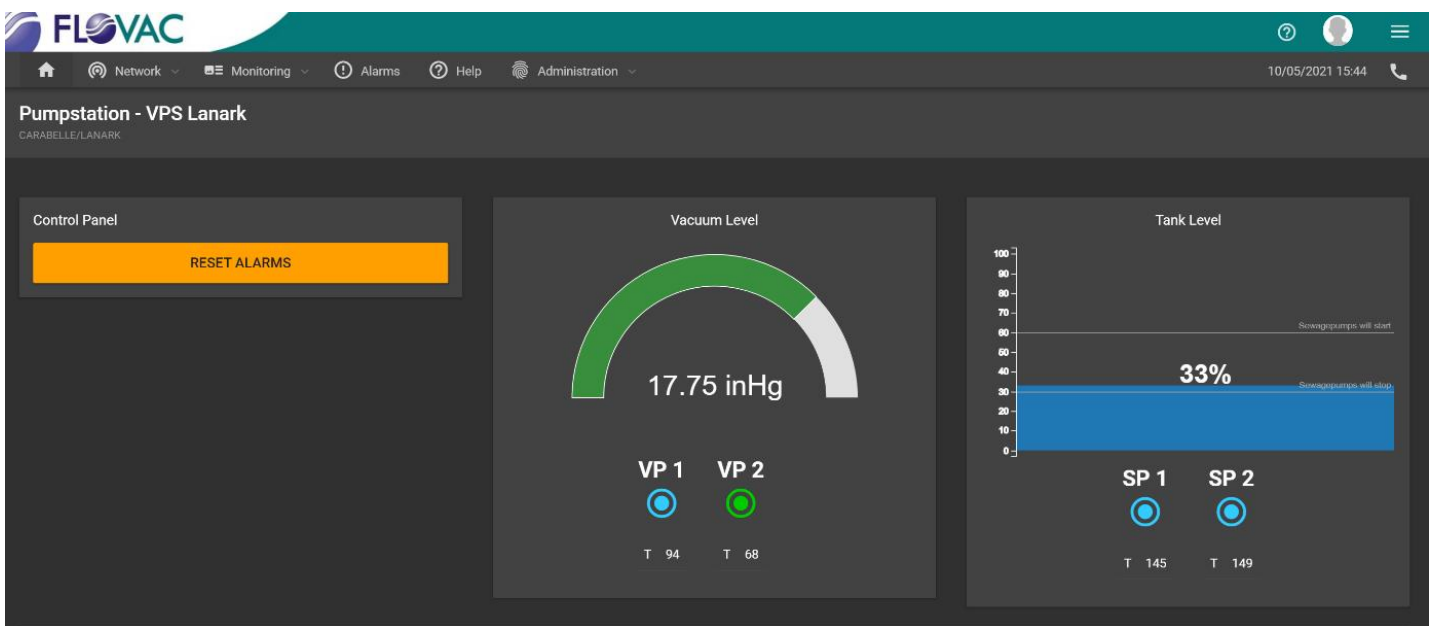 FLOVAC
Network
Monitoring
Alarms
Help
Administration
10/05/2021 15:44
Pumpstation - VPS Lanark
CARABELLE/LANARK
Control Panel
RESET ALARMS
Vacuum Level
17.75 inHg
VP 1
VP 2
T 94
T 68
Tank Level
100
90
80
70
60
50
40
30
20
10
0
Sewagepumps will start
33%
Sewagepumps will stop
SP 1
SP 2
T 145
T 149